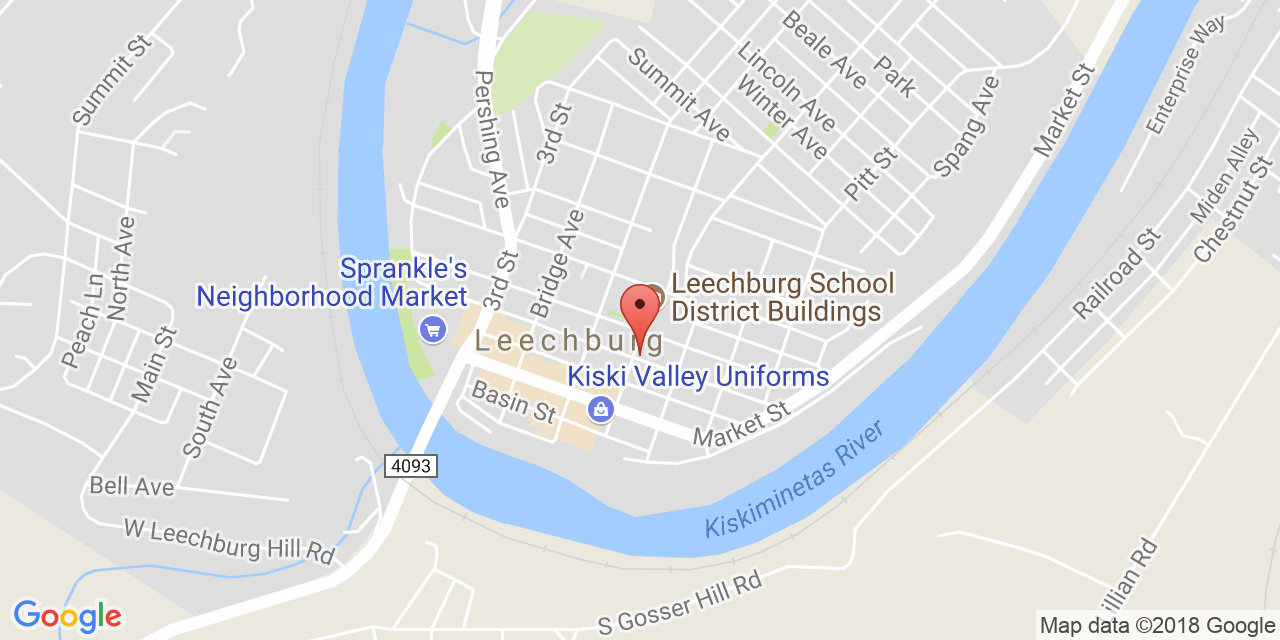 Summit St
Pershing Ave
3rd St
Summit Ave
Beale Ave
Lincoln Ave
Winter Ave
Park
Pitt St
Spang Ave
Market St
Enterprise Way
Miden Alley
Chestnut St
Railroad St
North Ave
Peach Ln
Main St
South Ave
Bell Ave
W Leechburg Hill Rd
Sprankle's
Neighborhood Market
3rd St
Bridge Ave
Leechburg School
District Buildings
Leechburg
Kiski Valley Uniforms
Basin St
Market St
4093
Kiskiminetas River
S Gosser Hill Rd
Rd
Google
Map data ©2018 Google